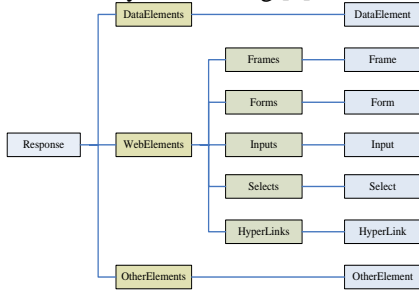 DataElements DataElement
Frames Frame
Forms Form
Response WebElements Inputs Input
Selects Select
HyperLinks HyperLink
OtherElements OtherElement